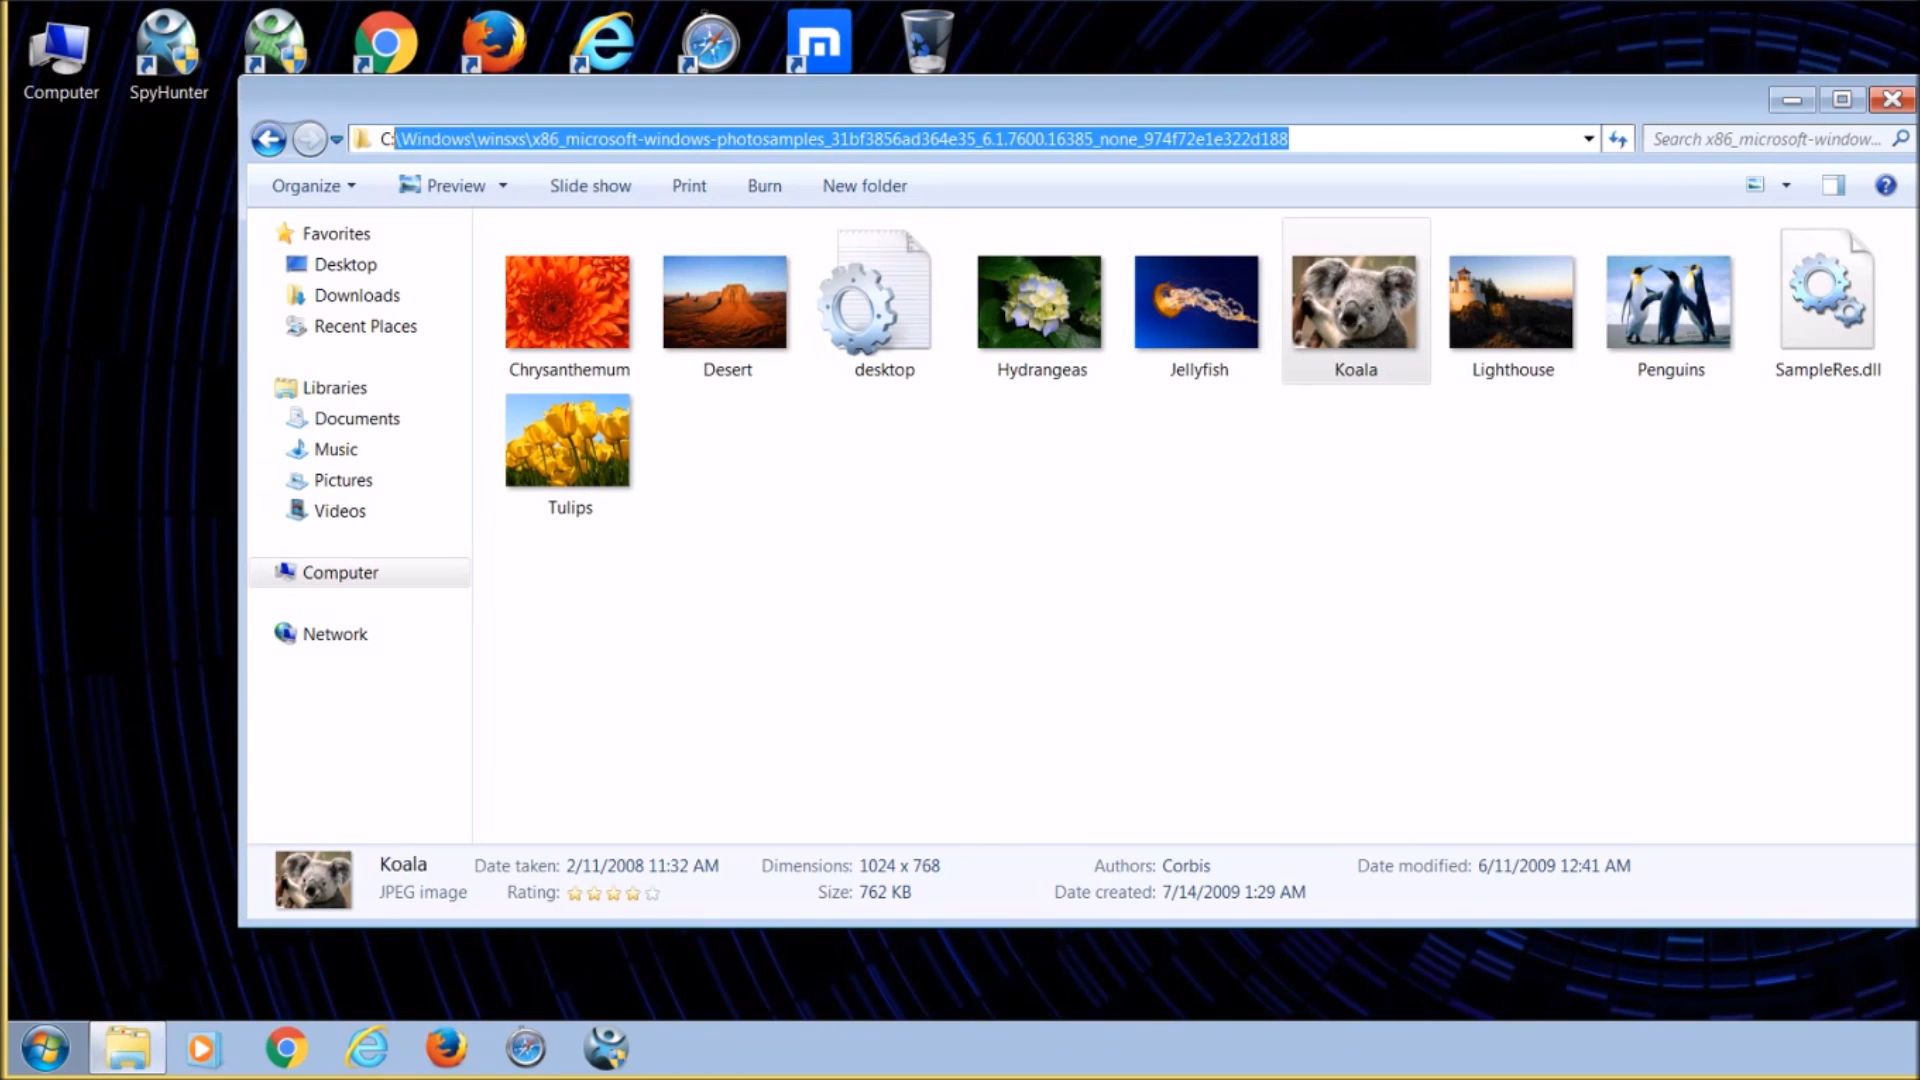 Computer
SpyHunter
C:\Windows\winsxs\x86_microsoft-windows-photosamples_31bf3856ad364e35_6.1.7600.16385_none_974f72e1e322d188
Search x86_microsoft-window...
Organize
Preview
Slide show
Print
Burn
New folder
Favorites
Desktop
Downloads
Recent Places
Libraries
Documents
Music
Pictures
Videos
Computer
Network
Chrysanthemum
Desert
desktop
Hydrangeas
Jellyfish
Koala
Lighthouse
Penguins
SampleRes.dll
Tulips
Koala
Date taken: 2/11/2008 11:32 AM
Dimensions: 1024 x 768
Authors: Corbis
Date modified: 6/11/2009 12:41 AM
JPEG image
Rating:
Size: 762 KB
Date created: 7/14/2009 1:29 AM